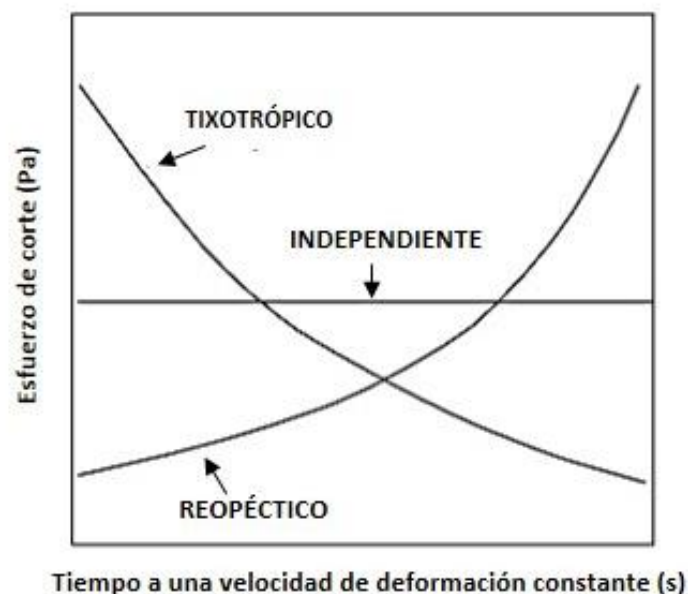 TIXOTRÓPICO
INDEPENDIENTE
REOPÉCTICO
Esfuerzo de corte (Pa)
Tiempo a una velocidad de deformación constante (s)